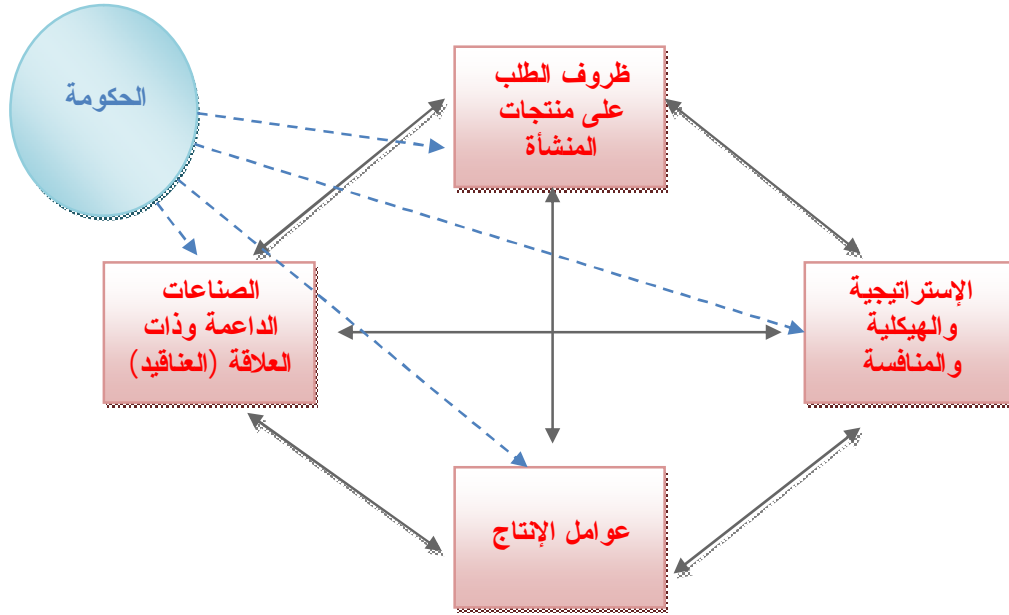 الحكومة
ظروف الطلب
على منتجات
المنشأة
الإستراتيجية
والهيكلية
والمنافسة
الصناعات
الداعمة وذات
العلاقة (العناقيد)
عوامل الإنتاج